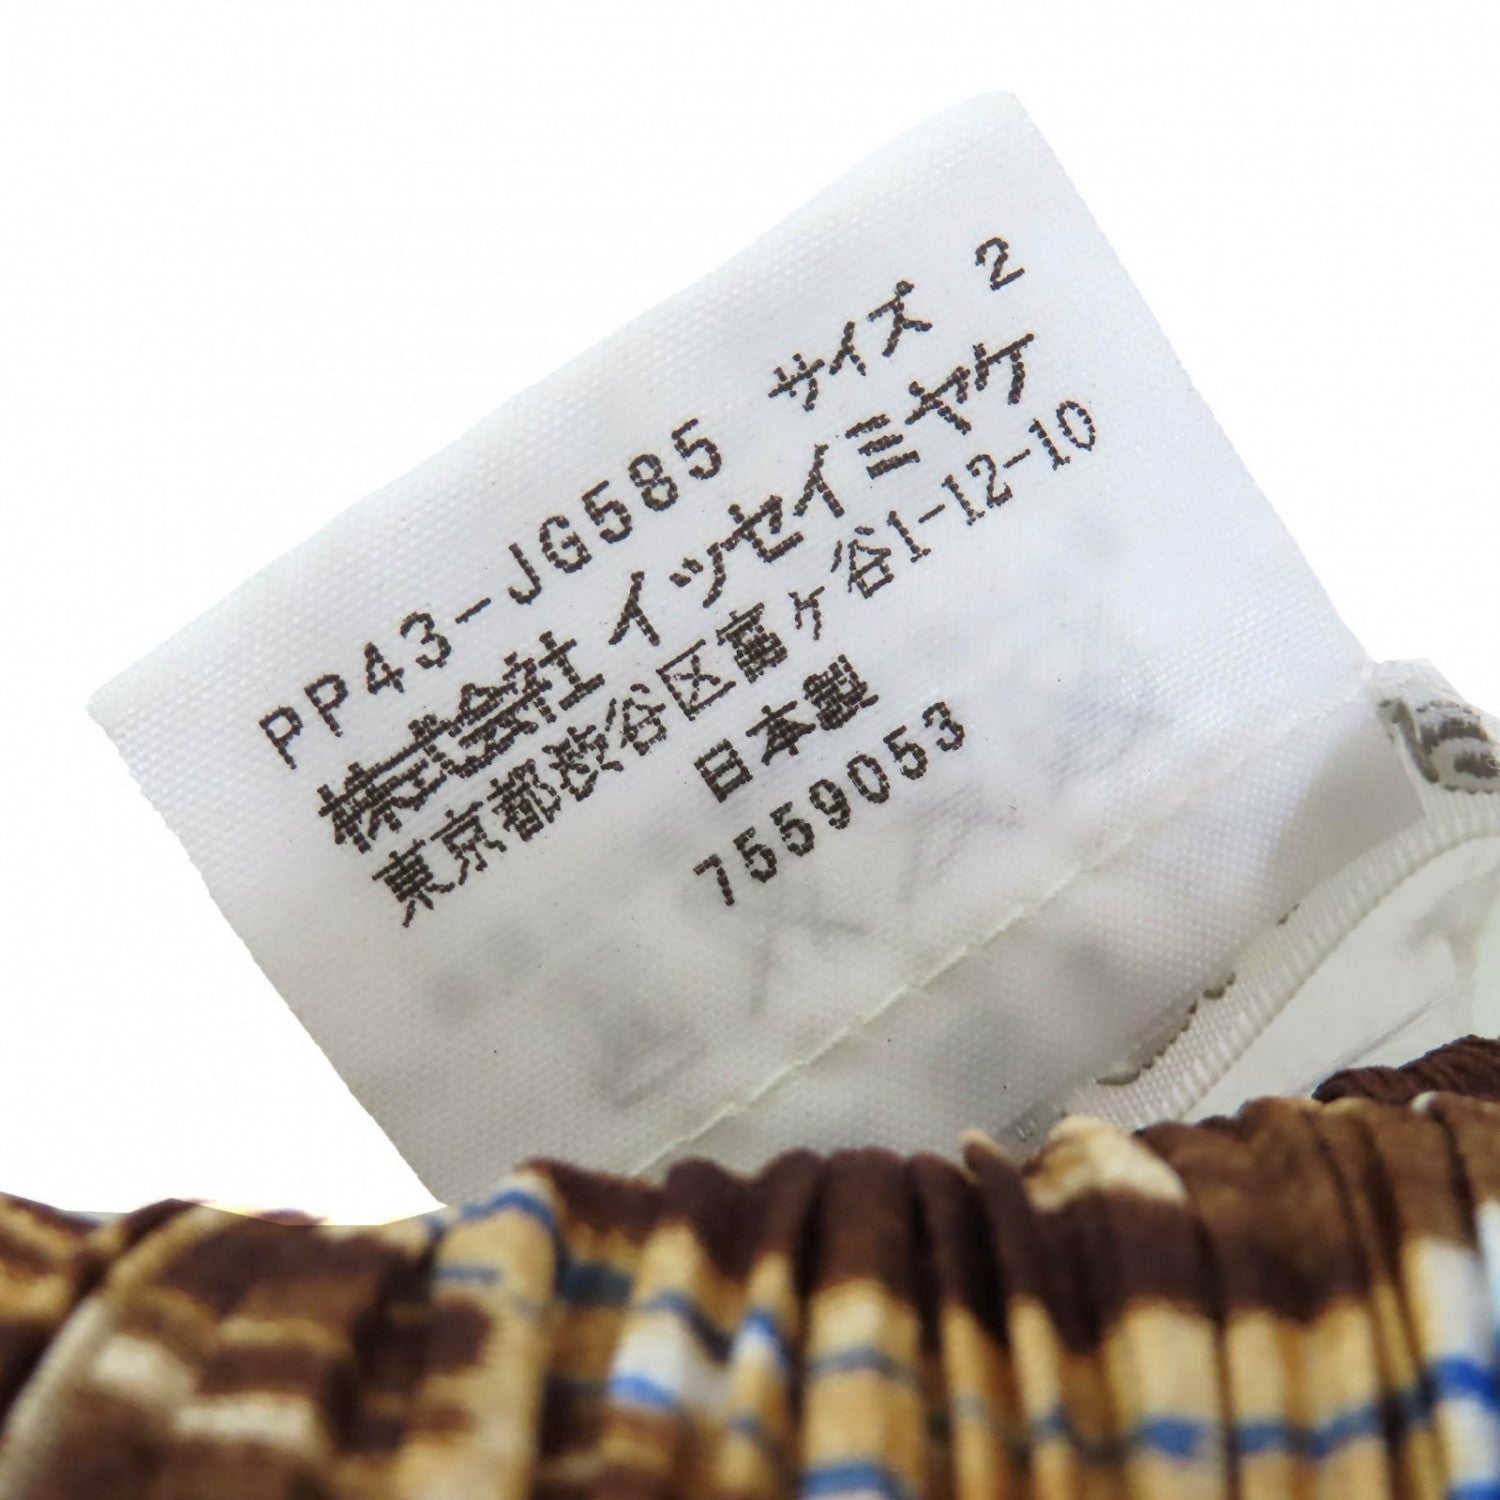 PP43-JG585 サイズ 2
株式会社 イッセイミヤケ
東京都渋谷区富ケ谷1-12-10
日本製
7559053